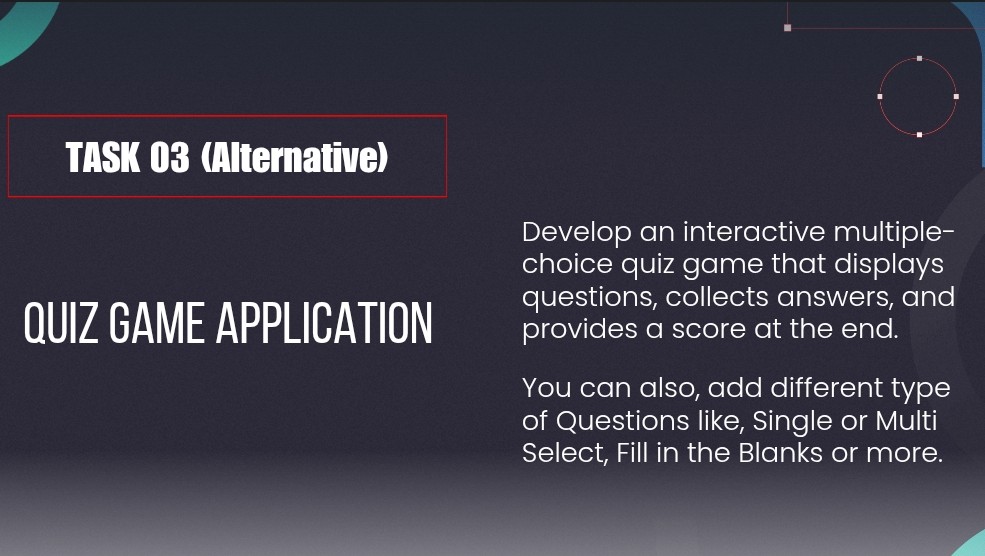 TASK 03 (Alternative)
QUIZ GAME APPLICATION
Develop an interactive multiple-
choice quiz game that displays
questions, collects answers, and
provides a score at the end.
You can also, add different type
of Questions like, Single or Multi
Select, Fill in the Blanks or more.